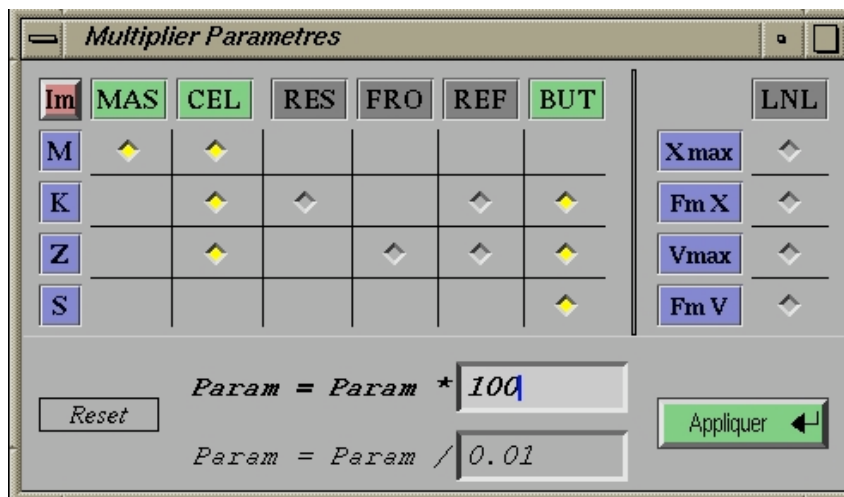 Multiplier Parametres
Im MAS CEL RES FRO REF BUT LNL
M Xmax
K Fm X
Z Vmax
S Fm V
Param = Param * 100
Reset
Appliquer
Param = Param / 0.01